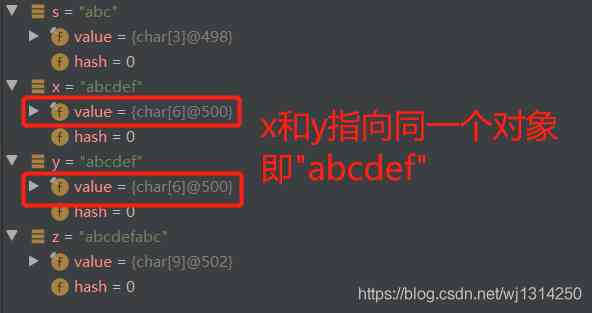 s = "abc"
value = {char[3]@498}
hash = 0
x = "abcdef"
value = {char[6]@500}
hash = 0
y = "abcdef"
value = {char[6]@500}
hash = 0
z = "abcdefabc"
value = {char[9]@502}
hash = 0
x和y指向同一个对象
即"abcdef"
https://blog.csdn.net/wj1314250